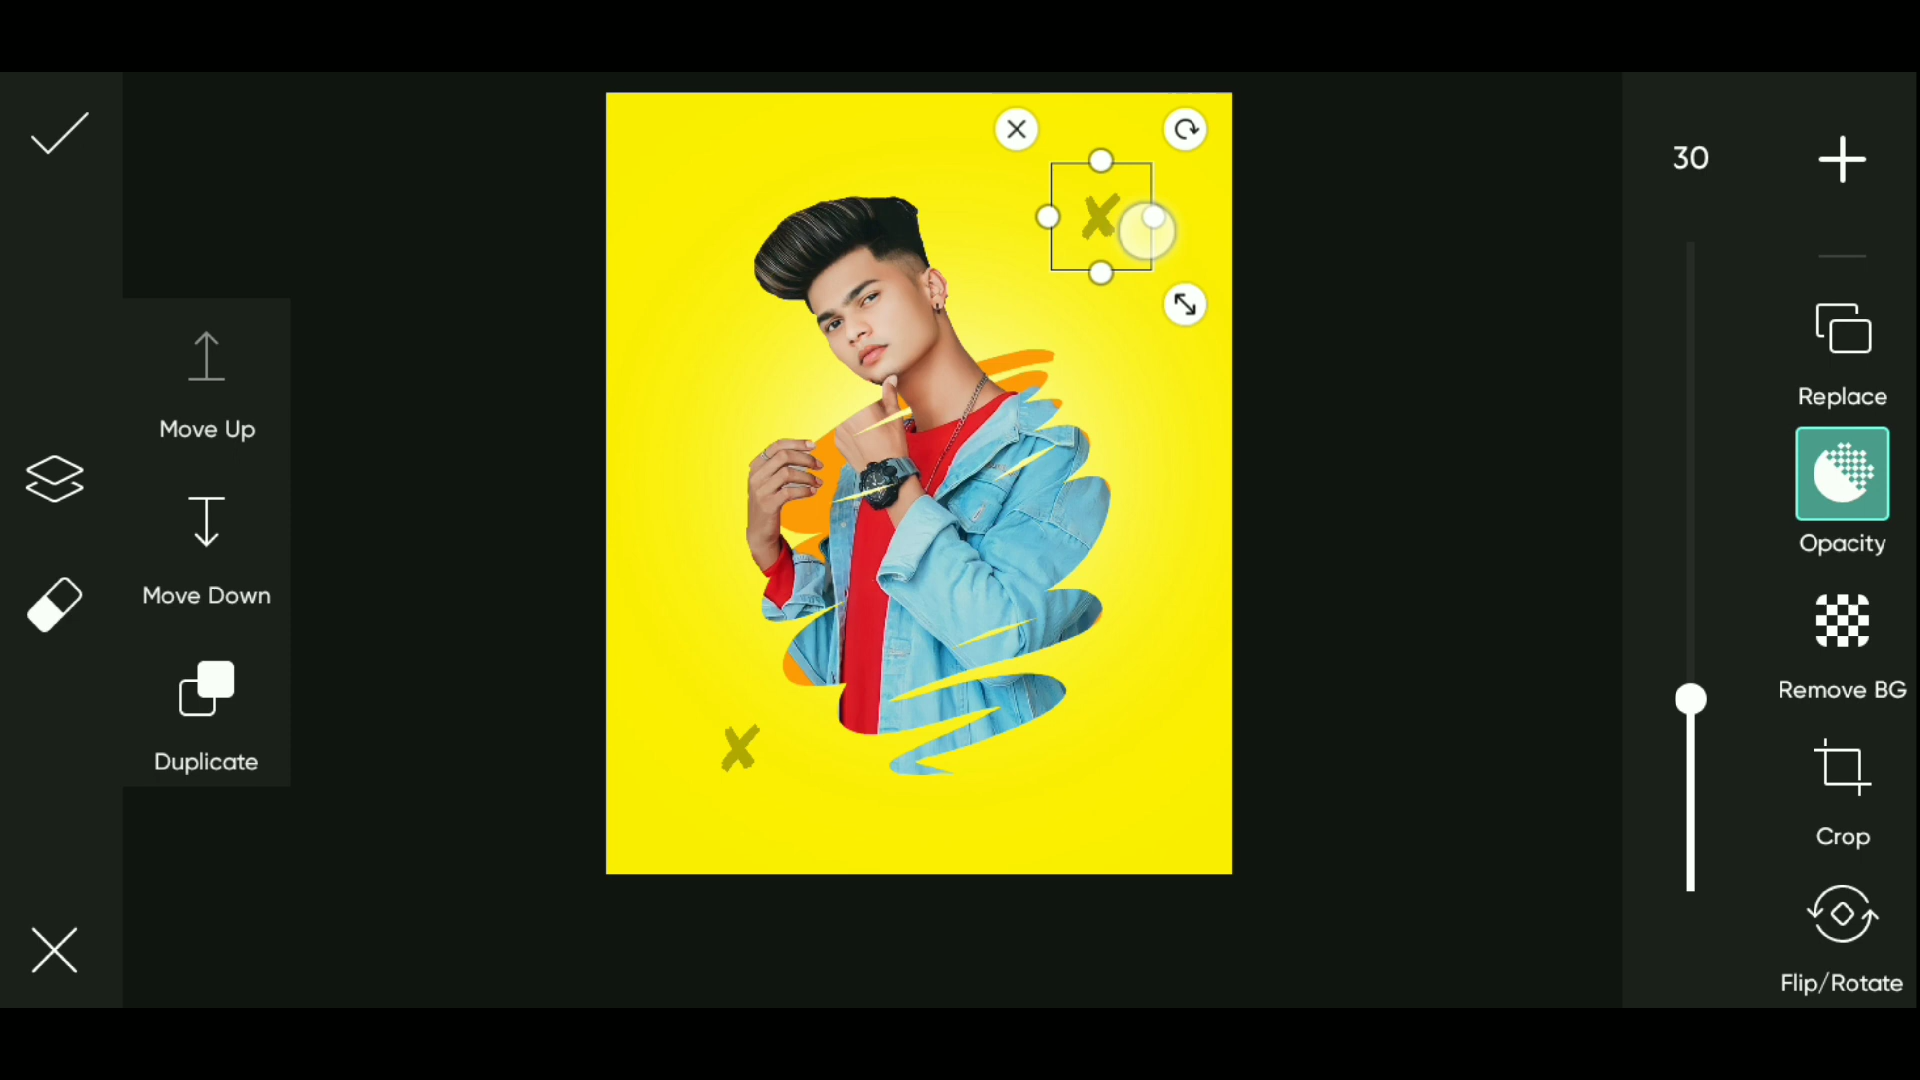 30
Move Up
Replace
Opacity
Move Down
Remove BG
Duplicate
Crop
Flip/Rotate